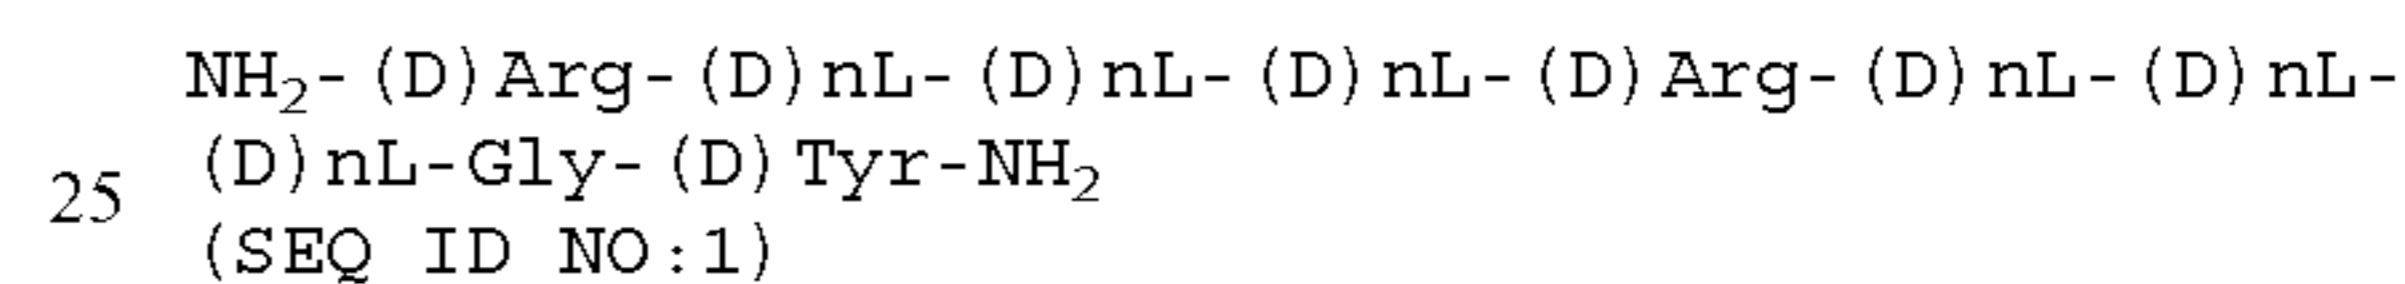 NH₂-(D)Arg-(D)nL-(D)nL-(D)nL-(D)Arg-(D)nL-(D)nL-
25 (D)nL-Gly-(D)Tyr-NH₂
(SEQ ID NO:1)